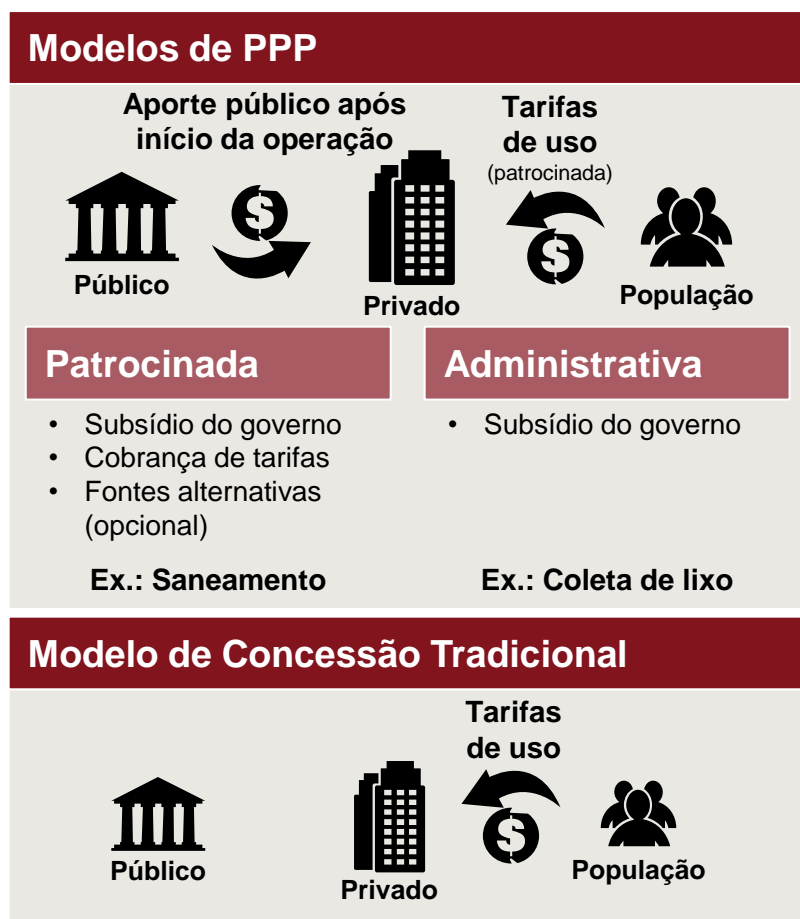 Modelos de PPP
Aporte público após
início da operação
Tarifas
de uso
(patrocinada)
$
$
Público
Privado
População
Patrocinada
• Subsídio do governo
• Cobrança de tarifas
• Fontes alternativas
(opcional)
Ex.: Saneamento
Administrativa
• Subsídio do governo
Ex.: Coleta de lixo
Modelo de Concessão Tradicional
Tarifas
de uso
$
Público
Privado
População